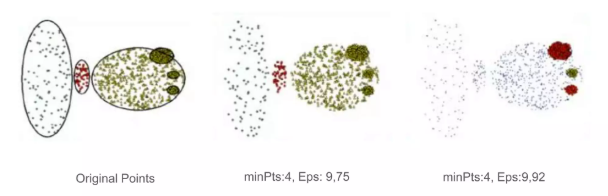 Original Points
minPts:4, Eps: 9,75
minPts:4, Eps:9,92